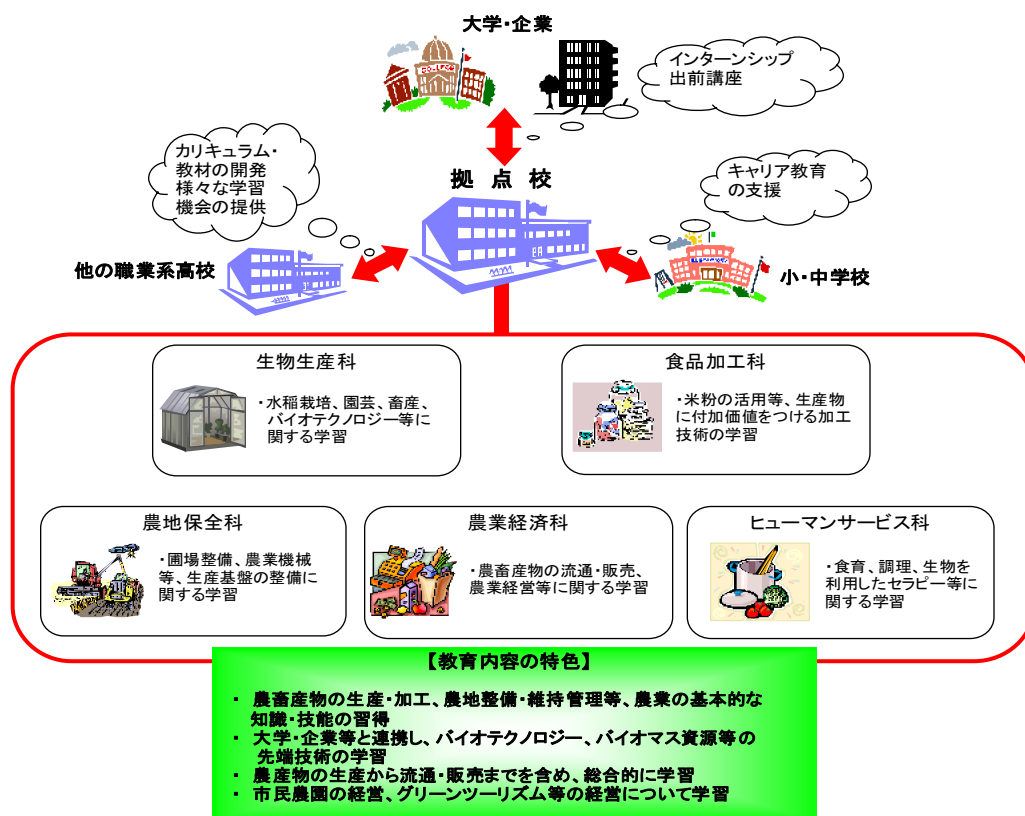 大学・企業
インターンシップ
出前講座
カリキュラム・
教材の開発
様々な学習
機会の提供
拠 点 校
キャリア教育
の支援
他の職業系高校
小・中学校
生物生産科
・水稲栽培、園芸、畜産、
バイオテクノロジー等に
関する学習
食品加工科
・米粉の活用等、生産物
に付加価値をつける加工
技術の学習
農地保全科
・圃場整備、農業機械
等、生産基盤の整備に
関する学習
農業経済科
・農畜産物の流通・販売、
農業経営等に関する学習
ヒューマンサービス科
・食育、調理、生物を
利用したセラピー等に
関する学習
【教育内容の特色】
・ 農畜産物の生産・加工、農地整備・維持管理等、農業の基本的な
知識・技能の習得
・ 大学・企業等と連携し、バイオテクノロジー、バイオマス資源等の
先端技術の学習
・ 農産物の生産から流通・販売までを含め、総合的に学習
・ 市民農園の経営、グリーンツーリズム等の経営について学習